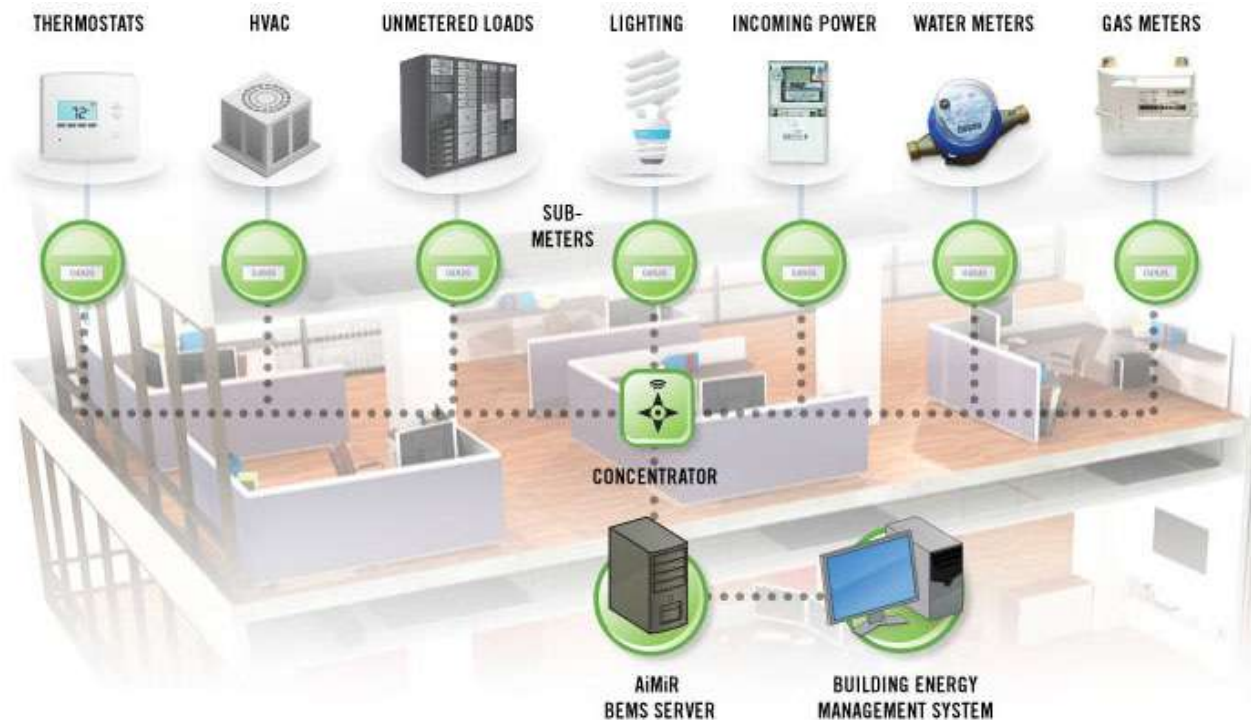 THERMOSTATS
HVAC
UNMETERED LOADS
LIGHTING
INCOMING POWER
WATER METERS
GAS METERS
72°
SUB-
METERS
CONCENTRATOR
AiMiR
BEMS SERVER
BUILDING ENERGY
MANAGEMENT SYSTEM